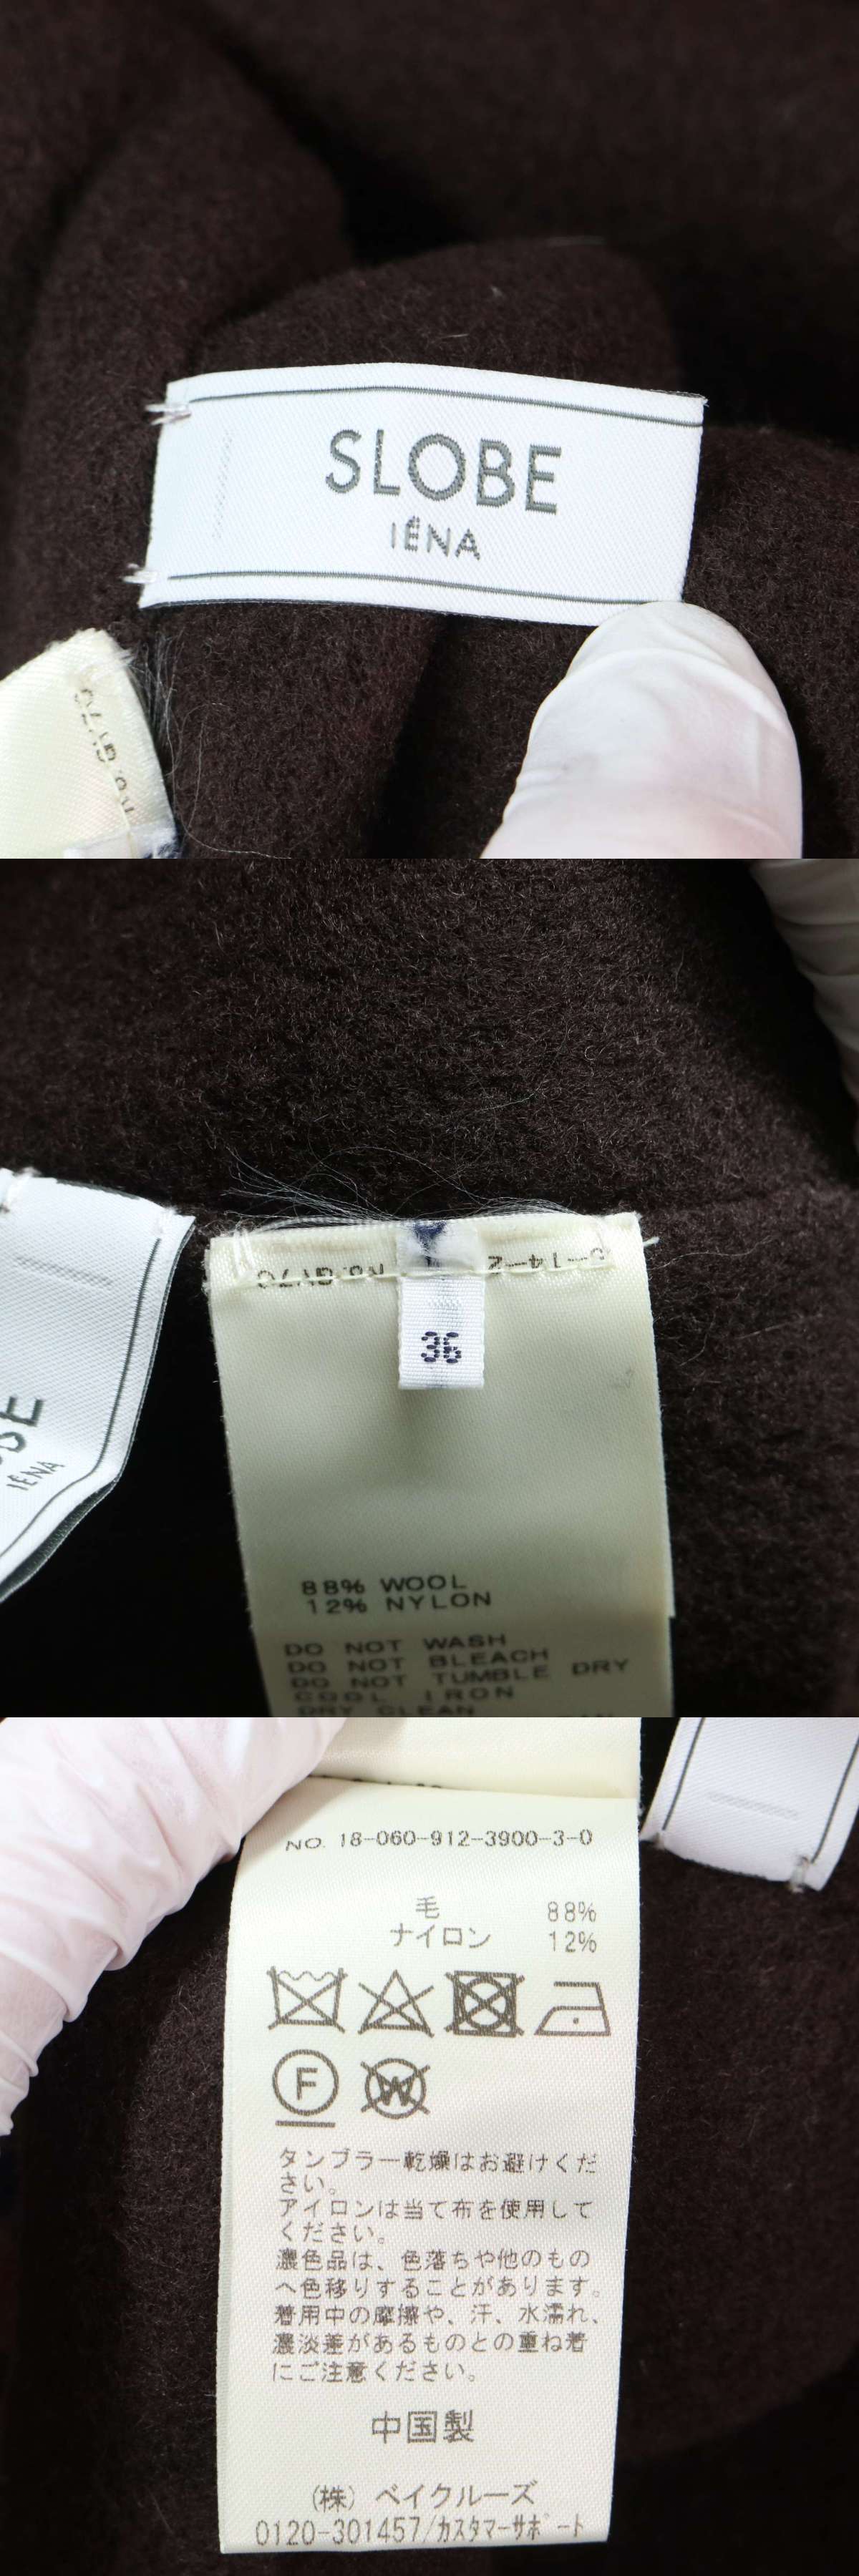 SLOBE
IÉNA
IÉNA
36
88% WOOL
12% NYLON
DO NOT WASH
DO NOT BLEACH
DO NOT TUMBLE DRY
COOL IRON
DRY CLEAN
NO. 18-060-912-3900-3-0
毛 88%
ナイロン 12%
F
W
タンブラー乾燥はお避けくだ
さい。
アイロンは当て布を使用して
ください。
濃色品は、色落ちや他のもの
へ色移りすることがあります。
着用中の摩擦や、汗、水濡れ、
濃淡差があるものとの重ね着
にご注意ください。
中国製
(株) ベイクルーズ
0120-301457/カスタマーサポート